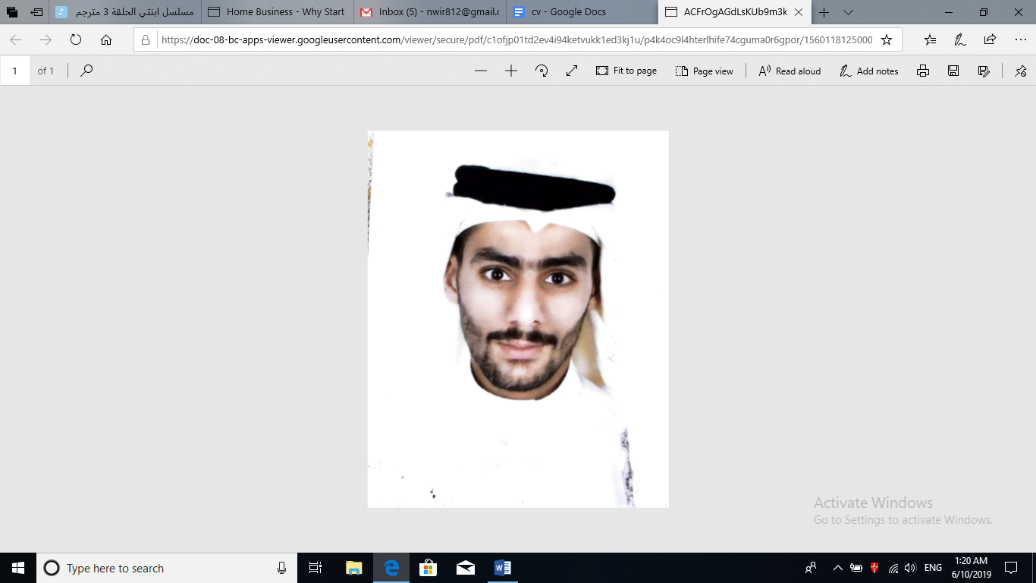 مسلسل ابنتي الحلقة 3 مترجم
Home Business - Why Start
Inbox (5) - nwir812@gmail.c
cv - Google Docs
ACFrOgAGdLsKUb9m3k
https://doc-08-bc-apps-viewer.googleusercontent.com/viewer/secure/pdf/c1ofjp01td2ev4i94ketvukk1ed3kj1u/p4k4oc9l4hterlhife74cguma0r6gpor/1560118125000
1 of 1
Fit to page
Page view
Read aloud
Add notes
Activate Windows
Go to Settings to activate Windows.
Type here to search
ENG
1:20 AM
6/10/2019